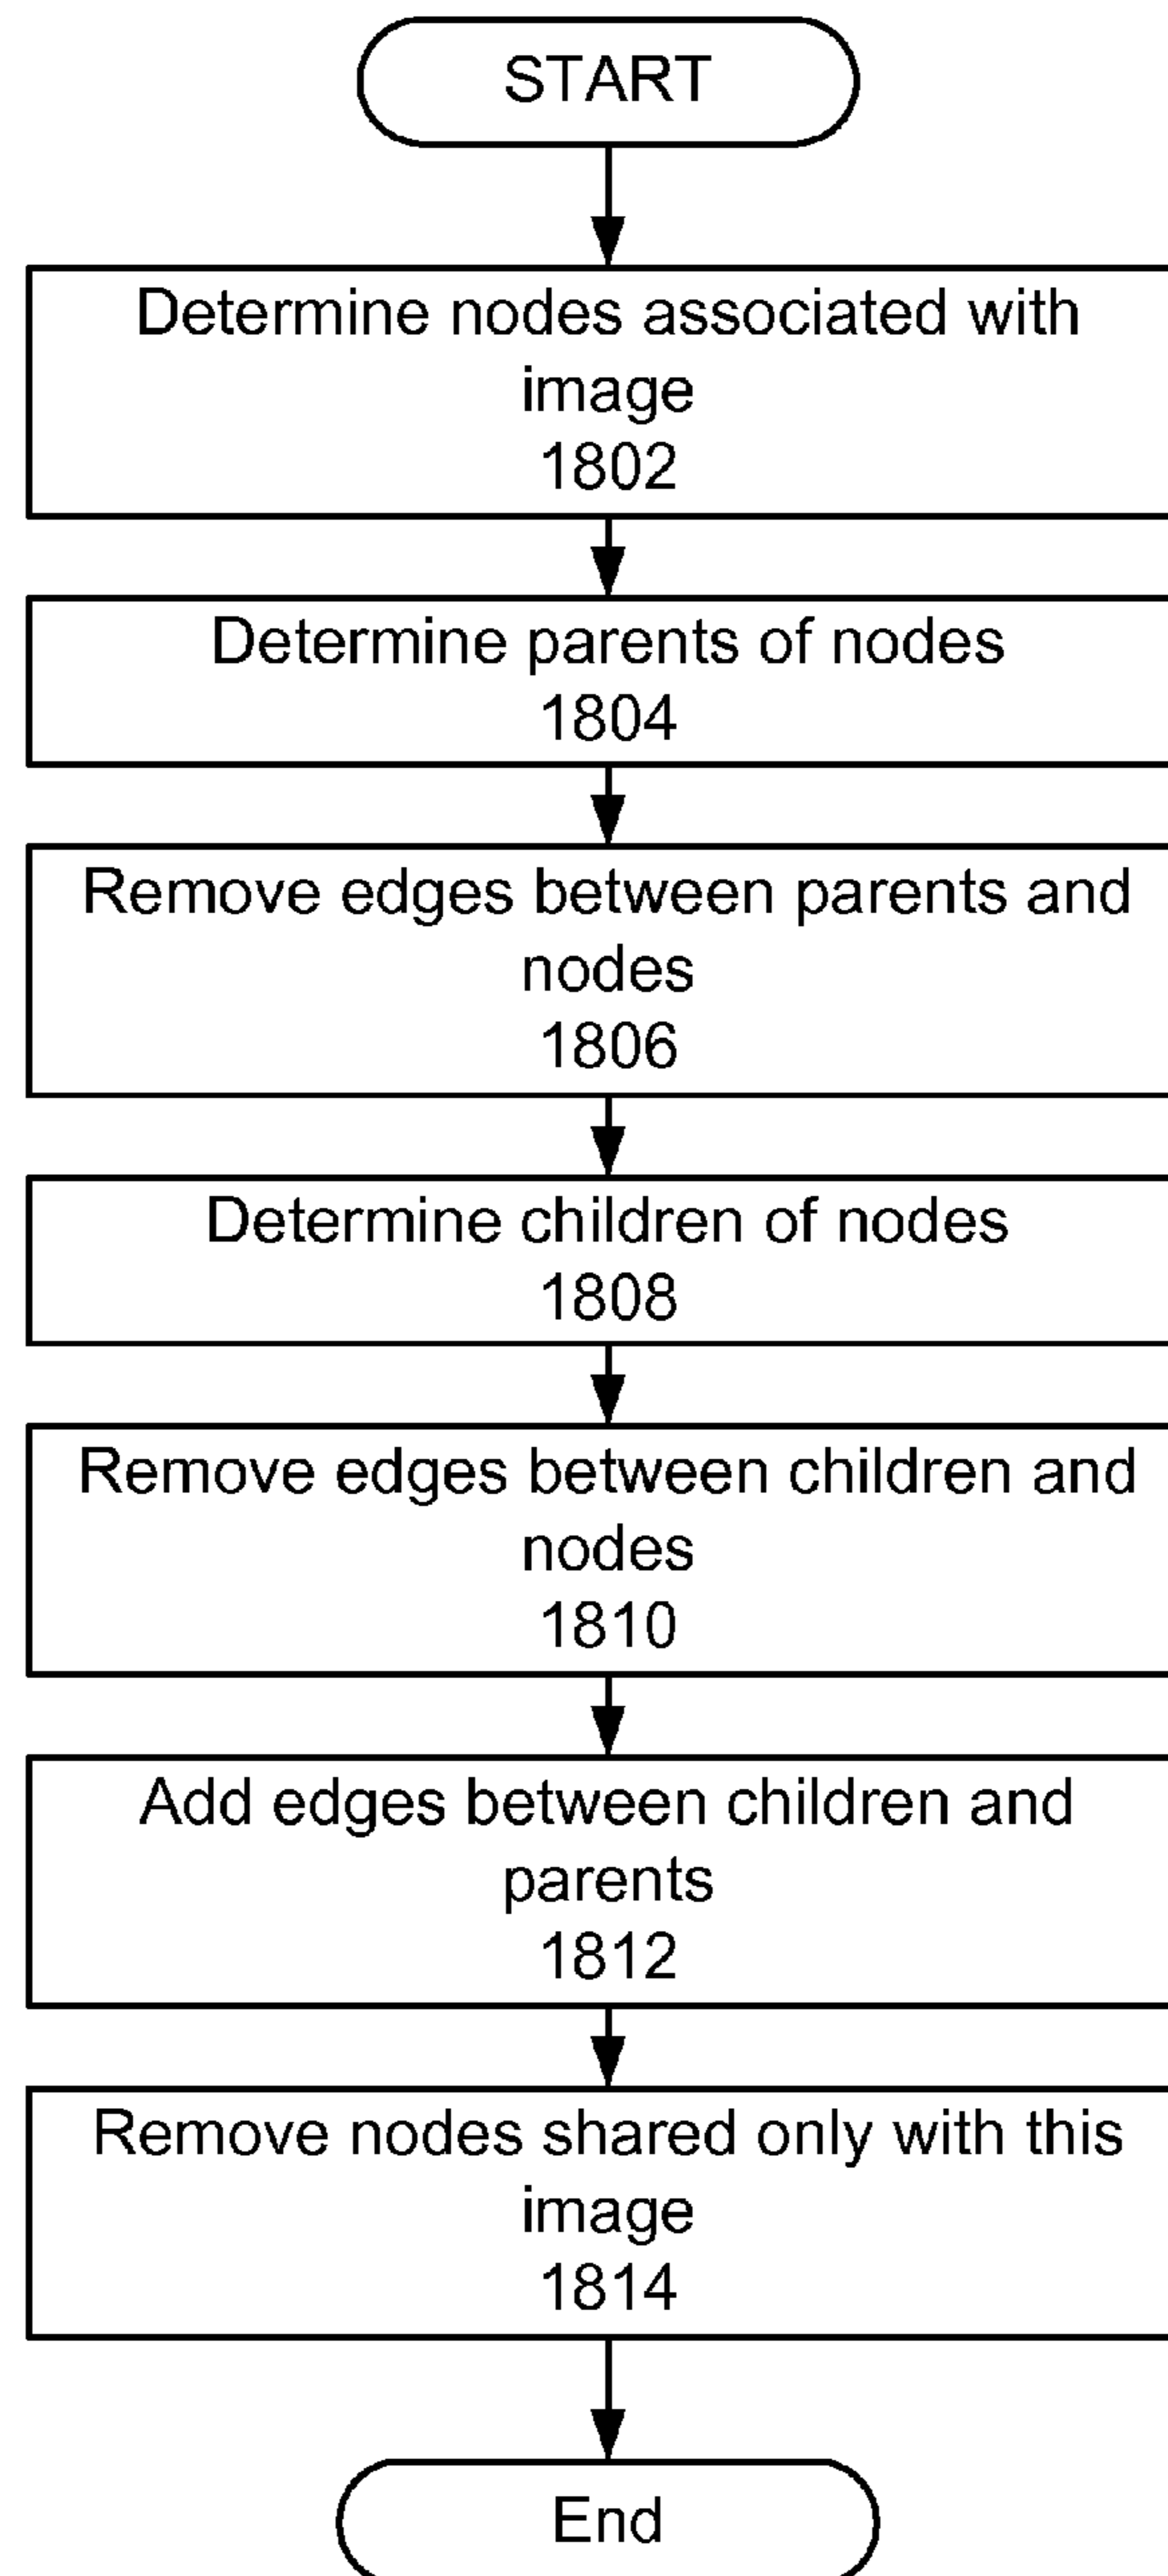 START
Determine nodes associated with
image
1802
Determine parents of nodes
1804
Remove edges between parents and
nodes
1806
Determine children of nodes
1808
Remove edges between children and
nodes
1810
Add edges between children and
parents
1812
Remove nodes shared only with this
image
1814
End